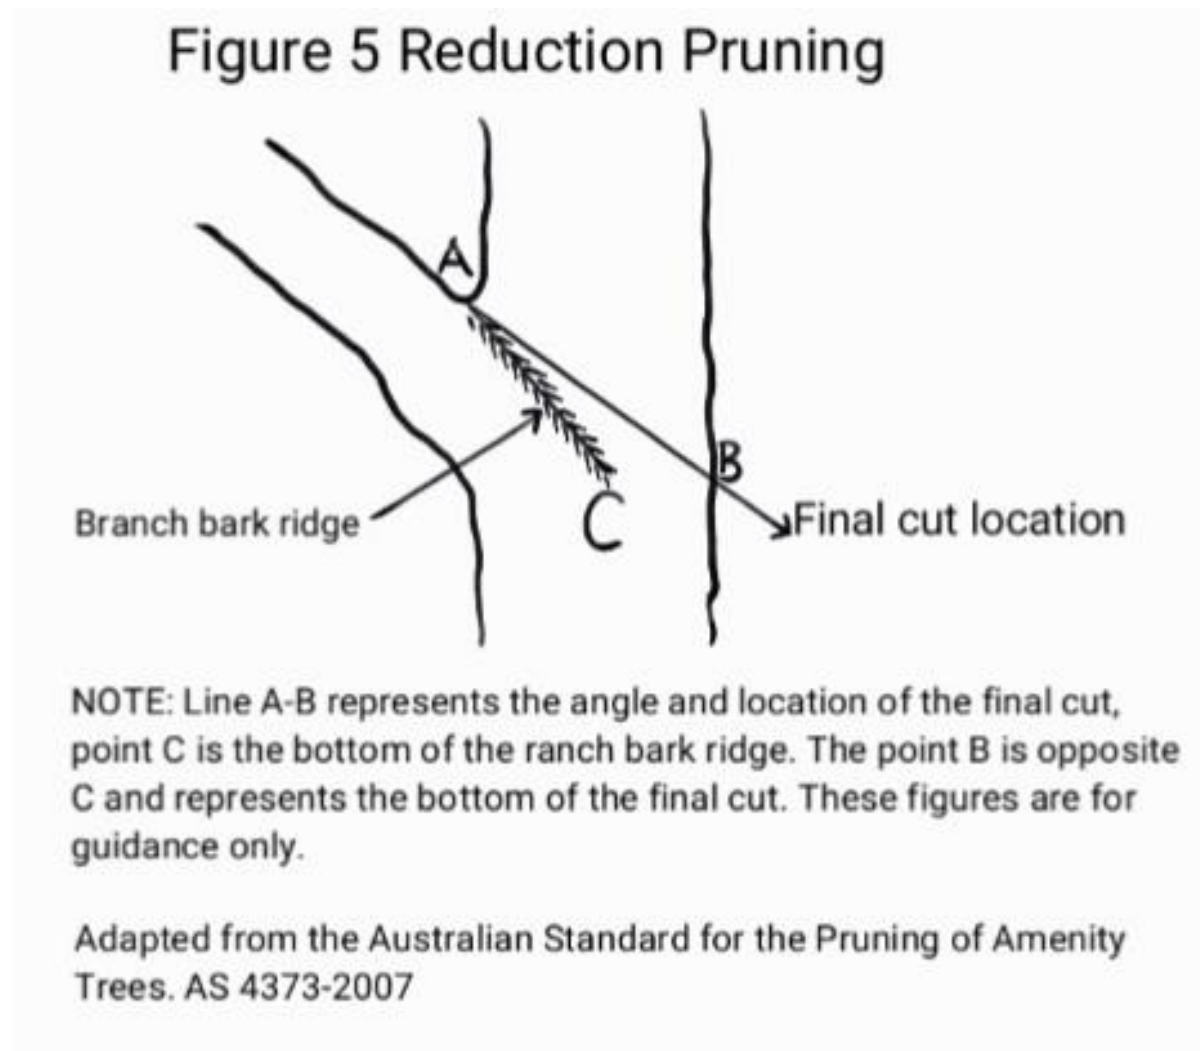 Figure 5 Reduction Pruning
A
B
Branch bark ridge
C
Final cut location
NOTE: Line A-B represents the angle and location of the final cut,
point C is the bottom of the ranch bark ridge. The point B is opposite
C and represents the bottom of the final cut. These figures are for
guidance only.
Adapted from the Australian Standard for the Pruning of Amenity
Trees. AS 4373-2007